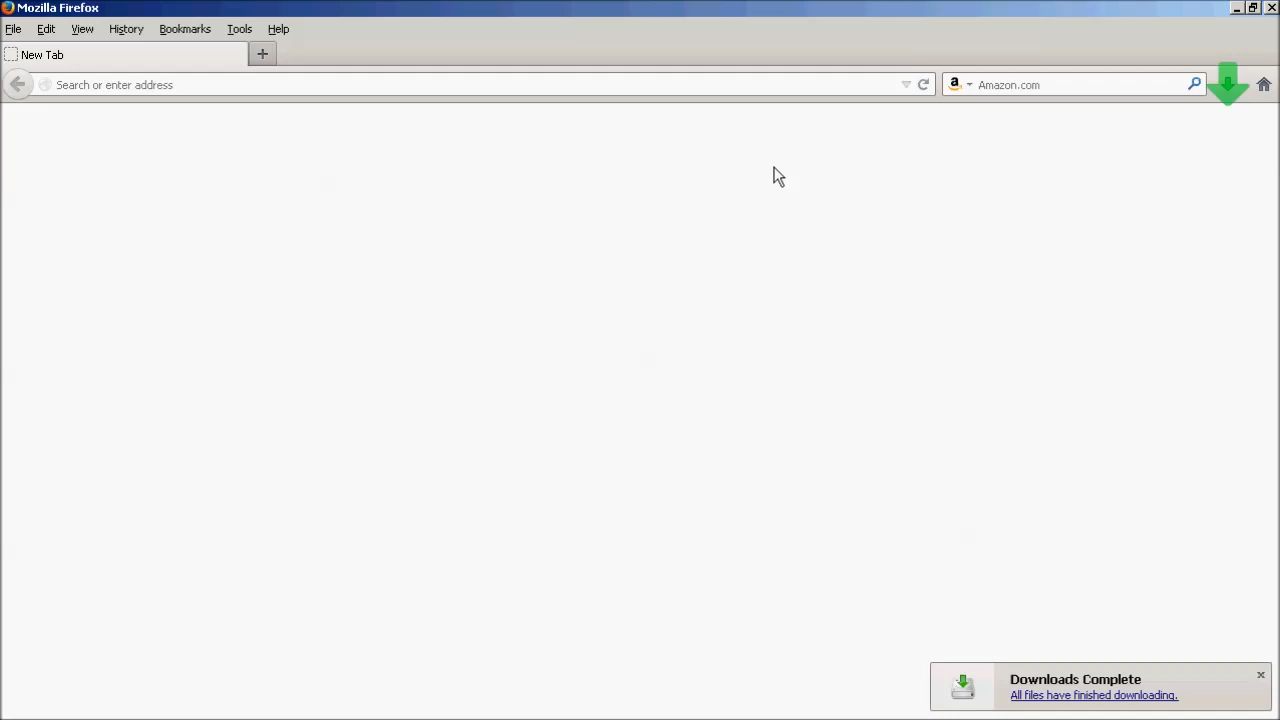 Mozilla Firefox
File Edit View History Bookmarks Tools Help
New Tab
Search or enter address
a Amazon.com
Downloads Complete
All files have finished downloading.